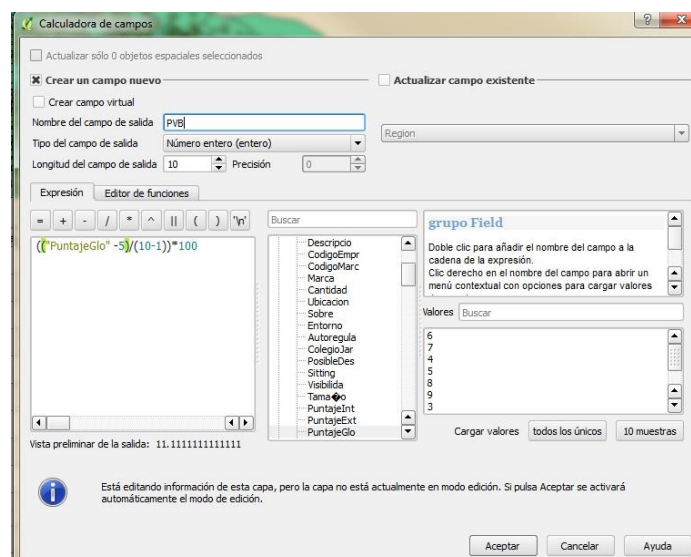 Calculadora de campos
Actualizar sólo 0 objetos espaciales seleccionados
Crear un campo nuevo
Actualizar campo existente
Crear campo virtual
Nombre del campo de salida PVB
Region
Tipo del campo de salida Número entero (entero)
Longitud del campo de salida 10 Precisión 0
Expresión Editor de funciones
= + - / * ^ || ( ) '\n'
(("PuntajeGlo" -5)/(10-1))*100
Vista preliminar de la salida: 11.1111111111111
Buscar
Descripcio
CodigoEmpr
CodigoMarc
Marca
Cantidad
Ubicacion
Sobre
Entorno
Autoregula
ColegioJar
PosibleDes
Sitting
Visibilida
Tama�o
PuntajeInt
PuntajeExt
PuntajeGlo
grupo Field
Doble clic para añadir el nombre del campo a la
cadena de la expresión.
Clic derecho en el nombre del campo para abrir un
menú contextual con opciones para cargar valores
Valores Buscar
6
7
4
5
8
9
3
Cargar valores todos los únicos 10 muestras
Está editando información de esta capa, pero la capa no está actualmente en modo edición. Si pulsa Aceptar se activará
automáticamente el modo de edición.
Aceptar Cancelar Ayuda